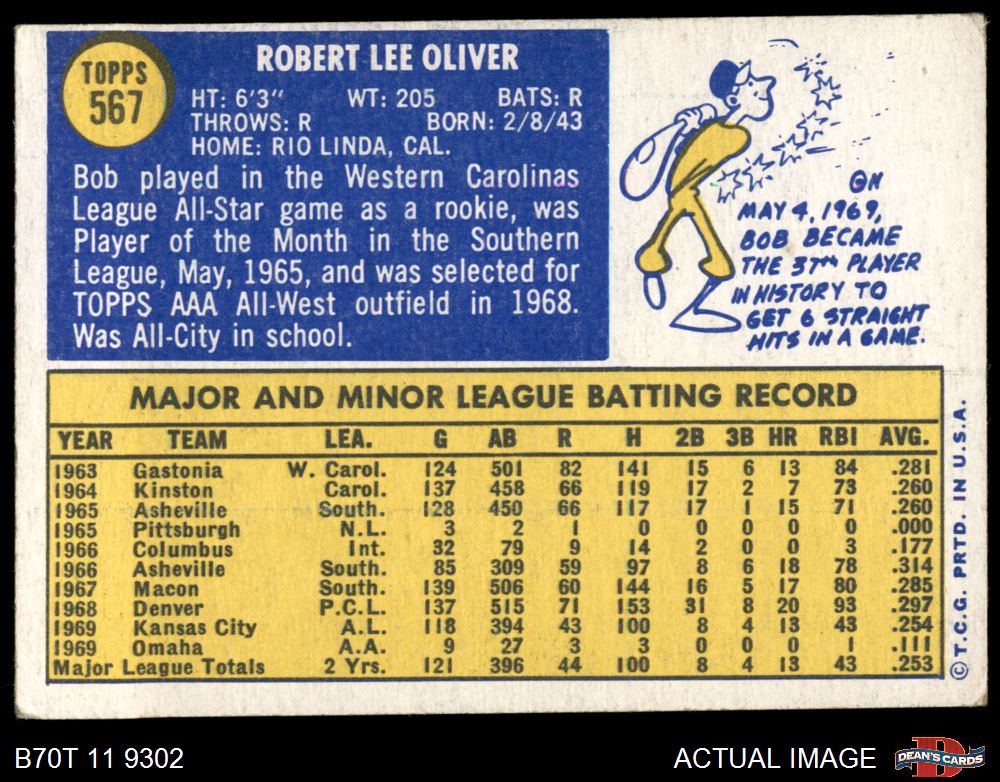 TOPPS
567
ROBERT LEE OLIVER
HT: 6'3" WT: 205 BATS: R
THROWS: R BORN: 2/8/43
HOME: RIO LINDA, CAL.
Bob played in the Western Carolinas
League All-Star game as a rookie, was
Player of the Month in the Southern
League, May, 1965, and was selected for
TOPPS AAA All-West outfield in 1968.
Was All-City in school.
ON
MAY 4, 1969,
BOB BECAME
THE 37TH PLAYER
IN HISTORY TO
GET 6 STRAIGHT
HITS IN A GAME.
MAJOR AND MINOR LEAGUE BATTING RECORD
YEAR TEAM LEA. G AB R H 2B 3B HR RBI AVG.
1963 Gastonia W. Carol. 124 501 82 141 15 6 13 84 .281
1964 Kinston Carol. 137 458 66 119 17 2 7 73 .260
1965 Asheville South. 128 450 66 117 17 1 15 71 .260
1965 Pittsburgh N.L. 3 2 1 0 0 0 0 0 .000
1966 Columbus Int. 32 79 9 14 2 0 0 3 .177
1966 Asheville South. 85 309 59 97 8 6 18 78 .314
1967 Macon South. 139 506 60 144 16 5 17 80 .285
1968 Denver P.C.L. 137 515 71 153 31 8 20 93 .297
1969 Kansas City A.L. 118 394 43 100 8 4 13 43 .254
1969 Omaha A.A. 9 27 3 3 0 0 0 1 .111
Major League Totals 2 Yrs. 121 396 44 100 8 4 13 43 .253
© T.C.G. PRTD. IN U.S.A.
B70T 11 9302
ACTUAL IMAGE
D
DEAN'S CARDS